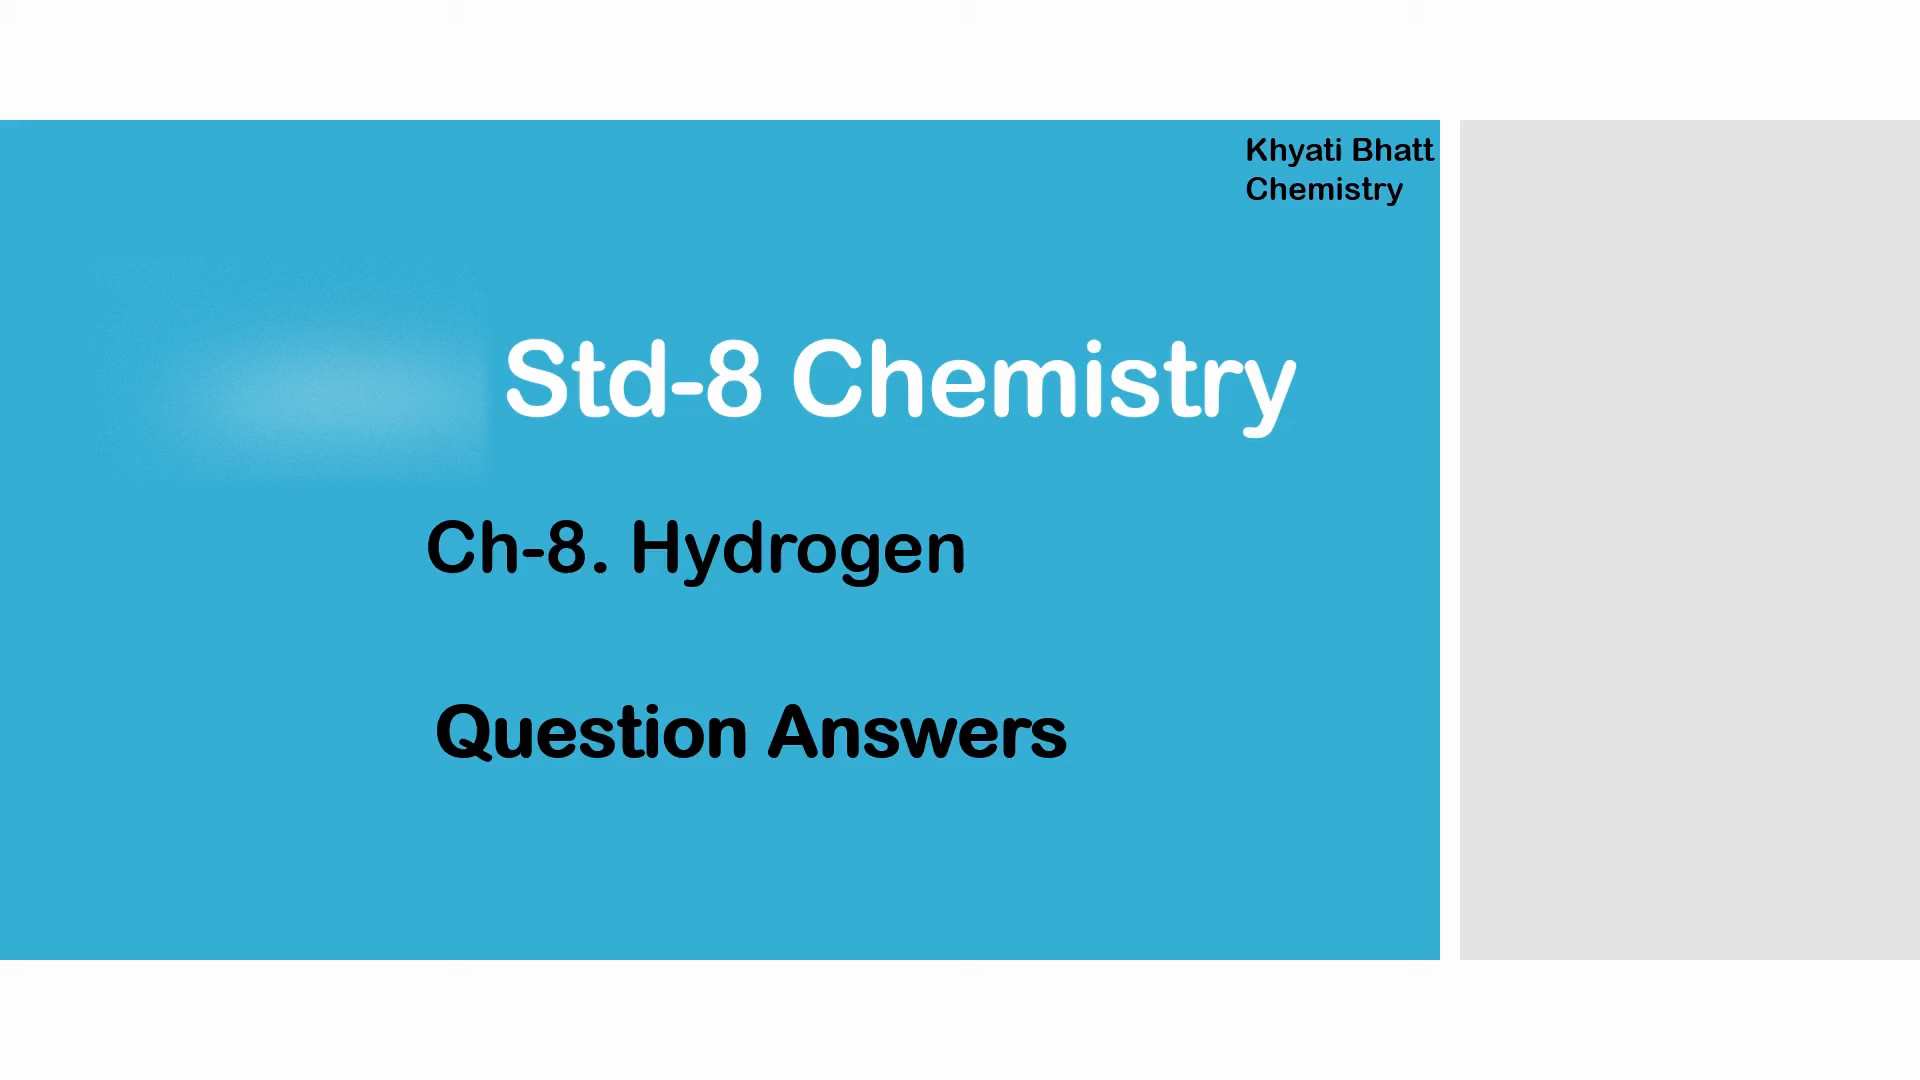 Khyati Bhatt
Chemistry
Std-8 Chemistry
Ch-8. Hydrogen
Question Answers